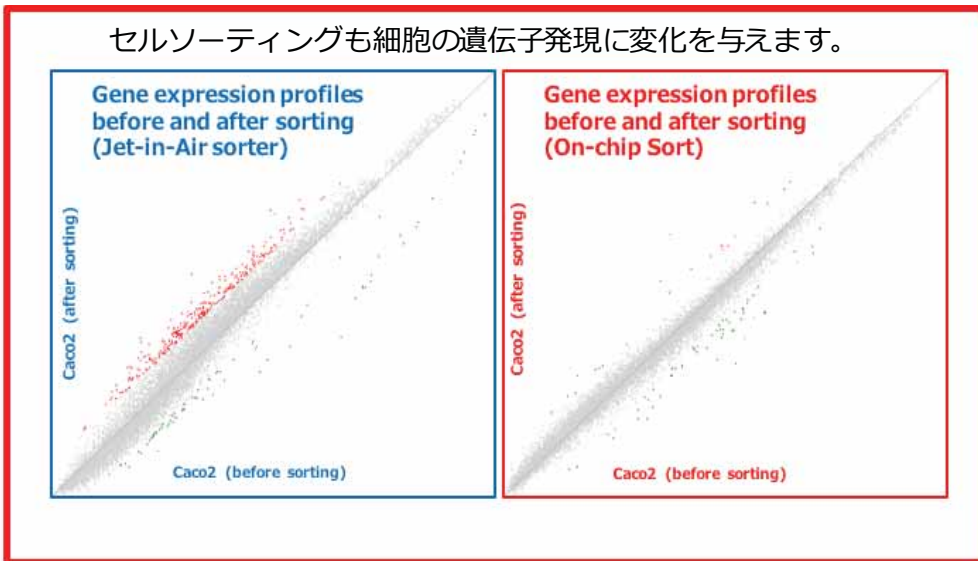 セルソーティングも細胞の遺伝子発現に変化を与えます。
Gene expression profiles
before and after sorting
(Jet-in-Air sorter)
Caco2 (after sorting)
Caco2 (before sorting)
Gene expression profiles
before and after sorting
(On-chip Sort)
Caco2 (after sorting)
Caco2 (before sorting)